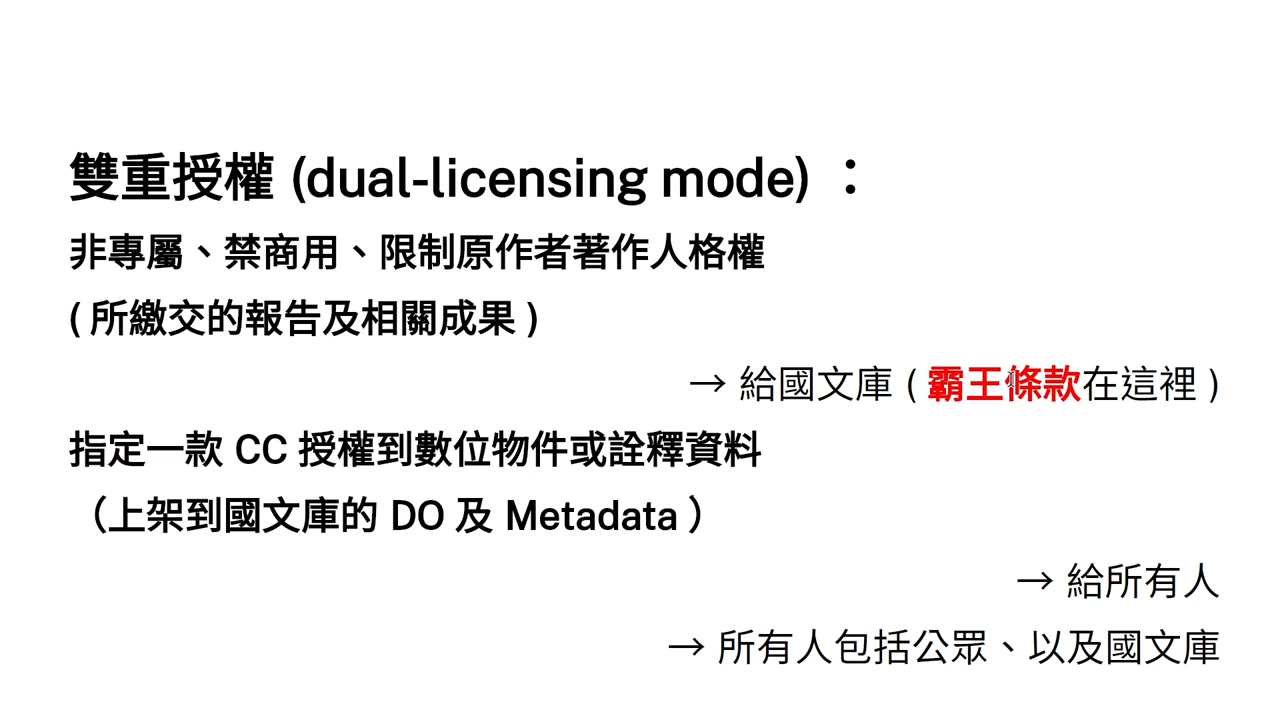 雙重授權 (dual-licensing mode) ：
非專屬、禁商用、限制原作者著作人格權
( 所繳交的報告及相關成果 )
→ 給國文庫 ( 霸王條款在這裡 )
指定一款 CC 授權到數位物件或詮釋資料
（上架到國文庫的 DO 及 Metadata ）
→ 給所有人
→ 所有人包括公眾、以及國文庫